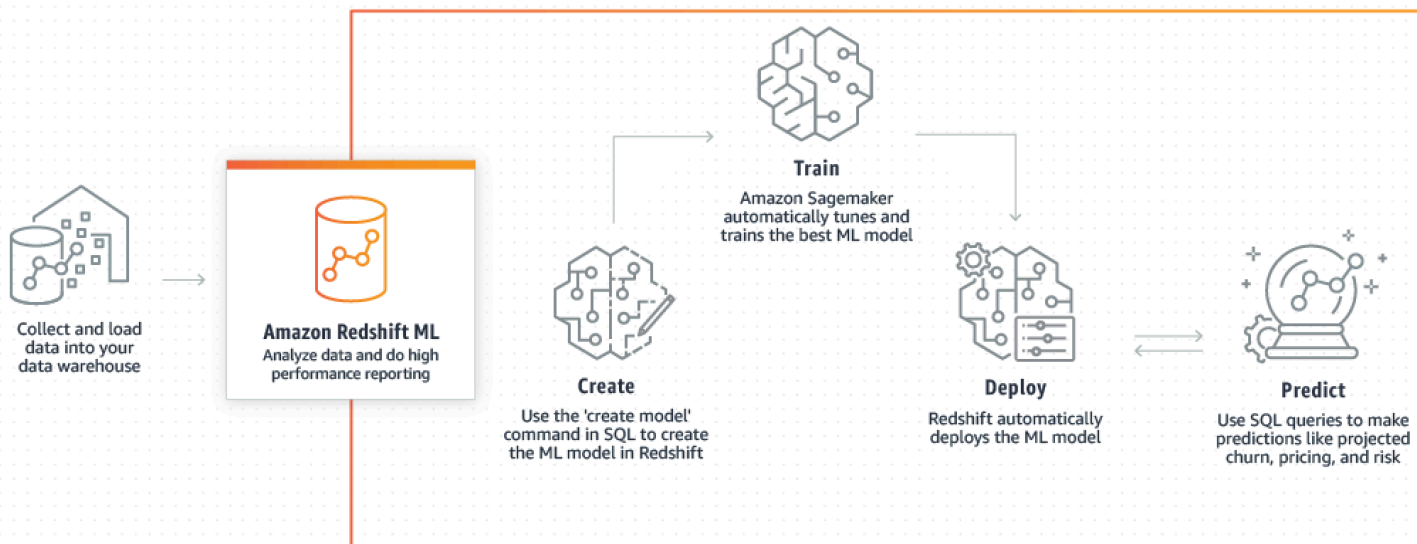 Collect and load
data into your
data warehouse
Amazon Redshift ML
Analyze data and do high
performance reporting
Create
Use the 'create model'
command in SQL to create
the ML model in Redshift
Train
Amazon Sagemaker
automatically tunes and
trains the best ML model
Deploy
Redshift automatically
deploys the ML model
Predict
Use SQL queries to make
predictions like projected
churn, pricing, and risk